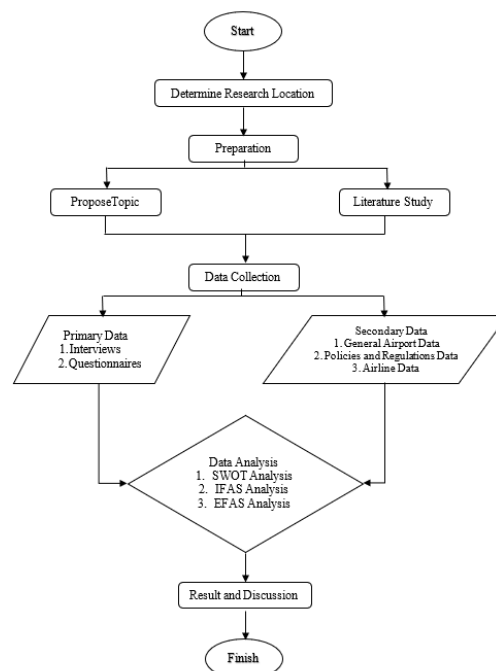 Start
Determine Research Location
Preparation
ProposeTopic
Literature Study
Data Collection
Primary Data
1. Interviews
2. Questionnaires
Secondary Data
1. General Airport Data
2. Policies and Regulations Data
3. Airline Data
Data Analysis
1. SWOT Analysis
2. IFAS Analysis
3. EFAS Analysis
Result and Discussion
Finish